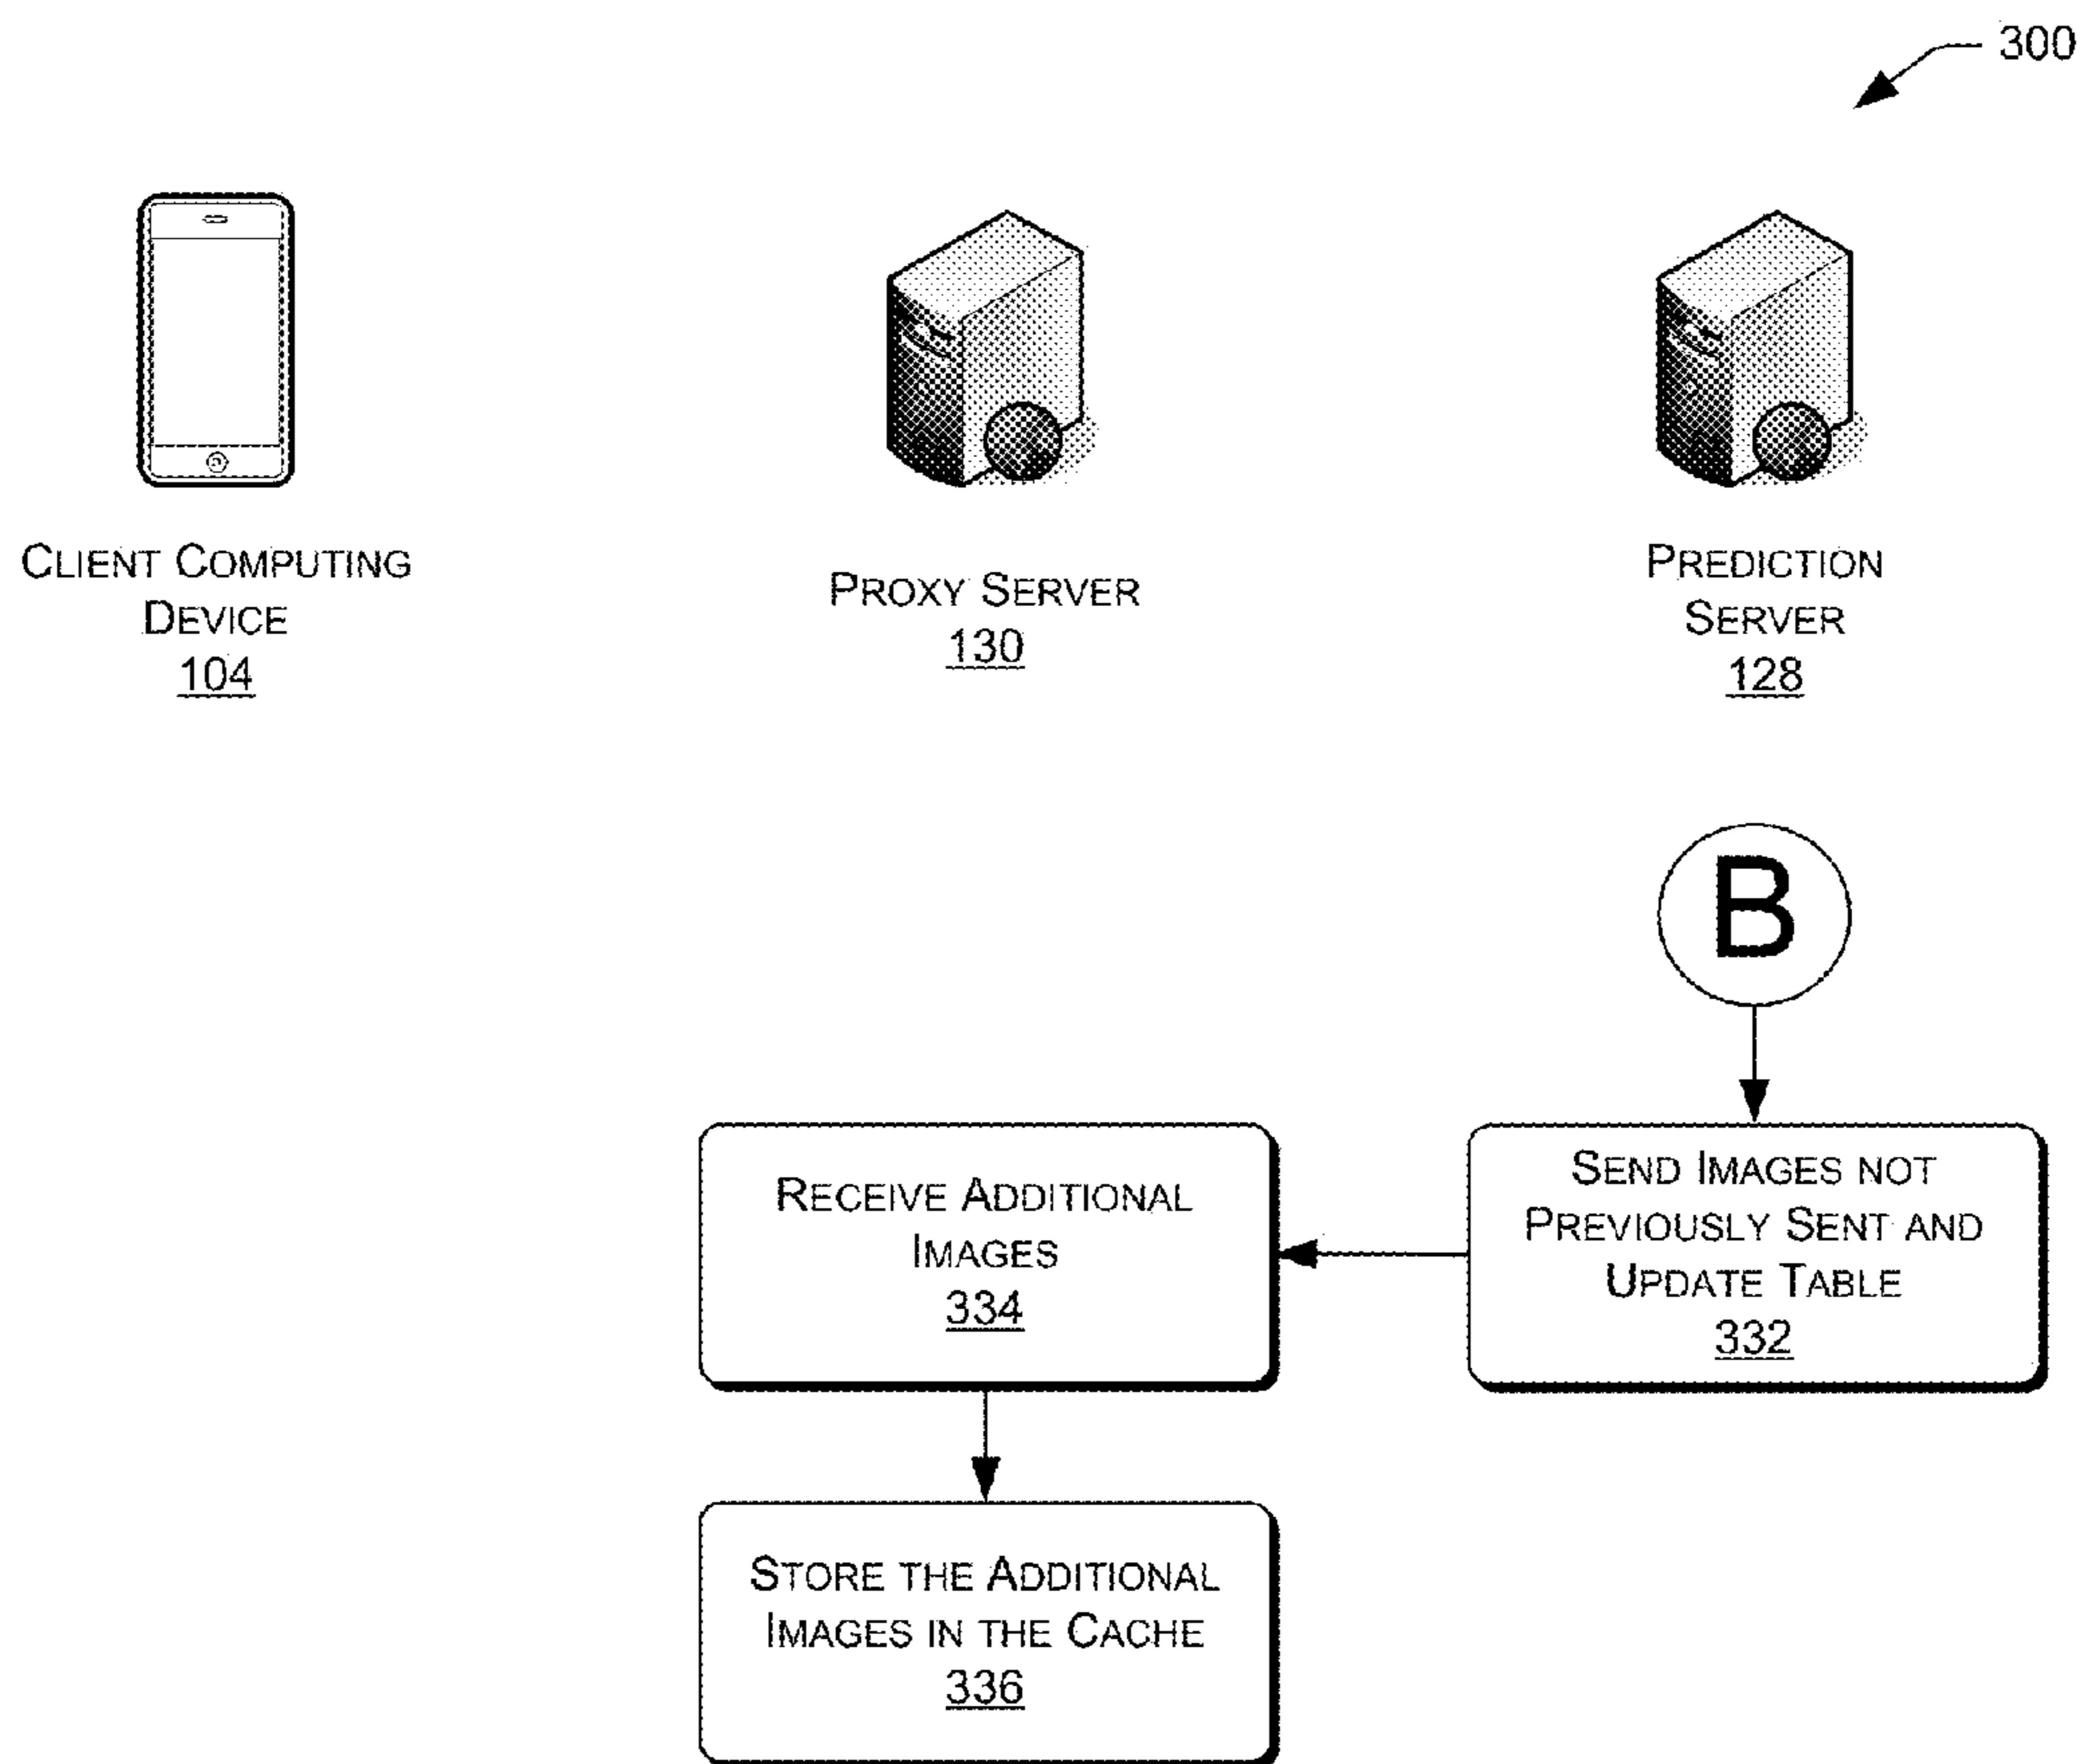 300
CLIENT COMPUTING
DEVICE
104
PROXY SERVER
130
PREDICTION
SERVER
128
B
SEND IMAGES NOT
PREVIOUSLY SENT AND
UPDATE TABLE
332
RECEIVE ADDITIONAL
IMAGES
334
STORE THE ADDITIONAL
IMAGES IN THE CACHE
336